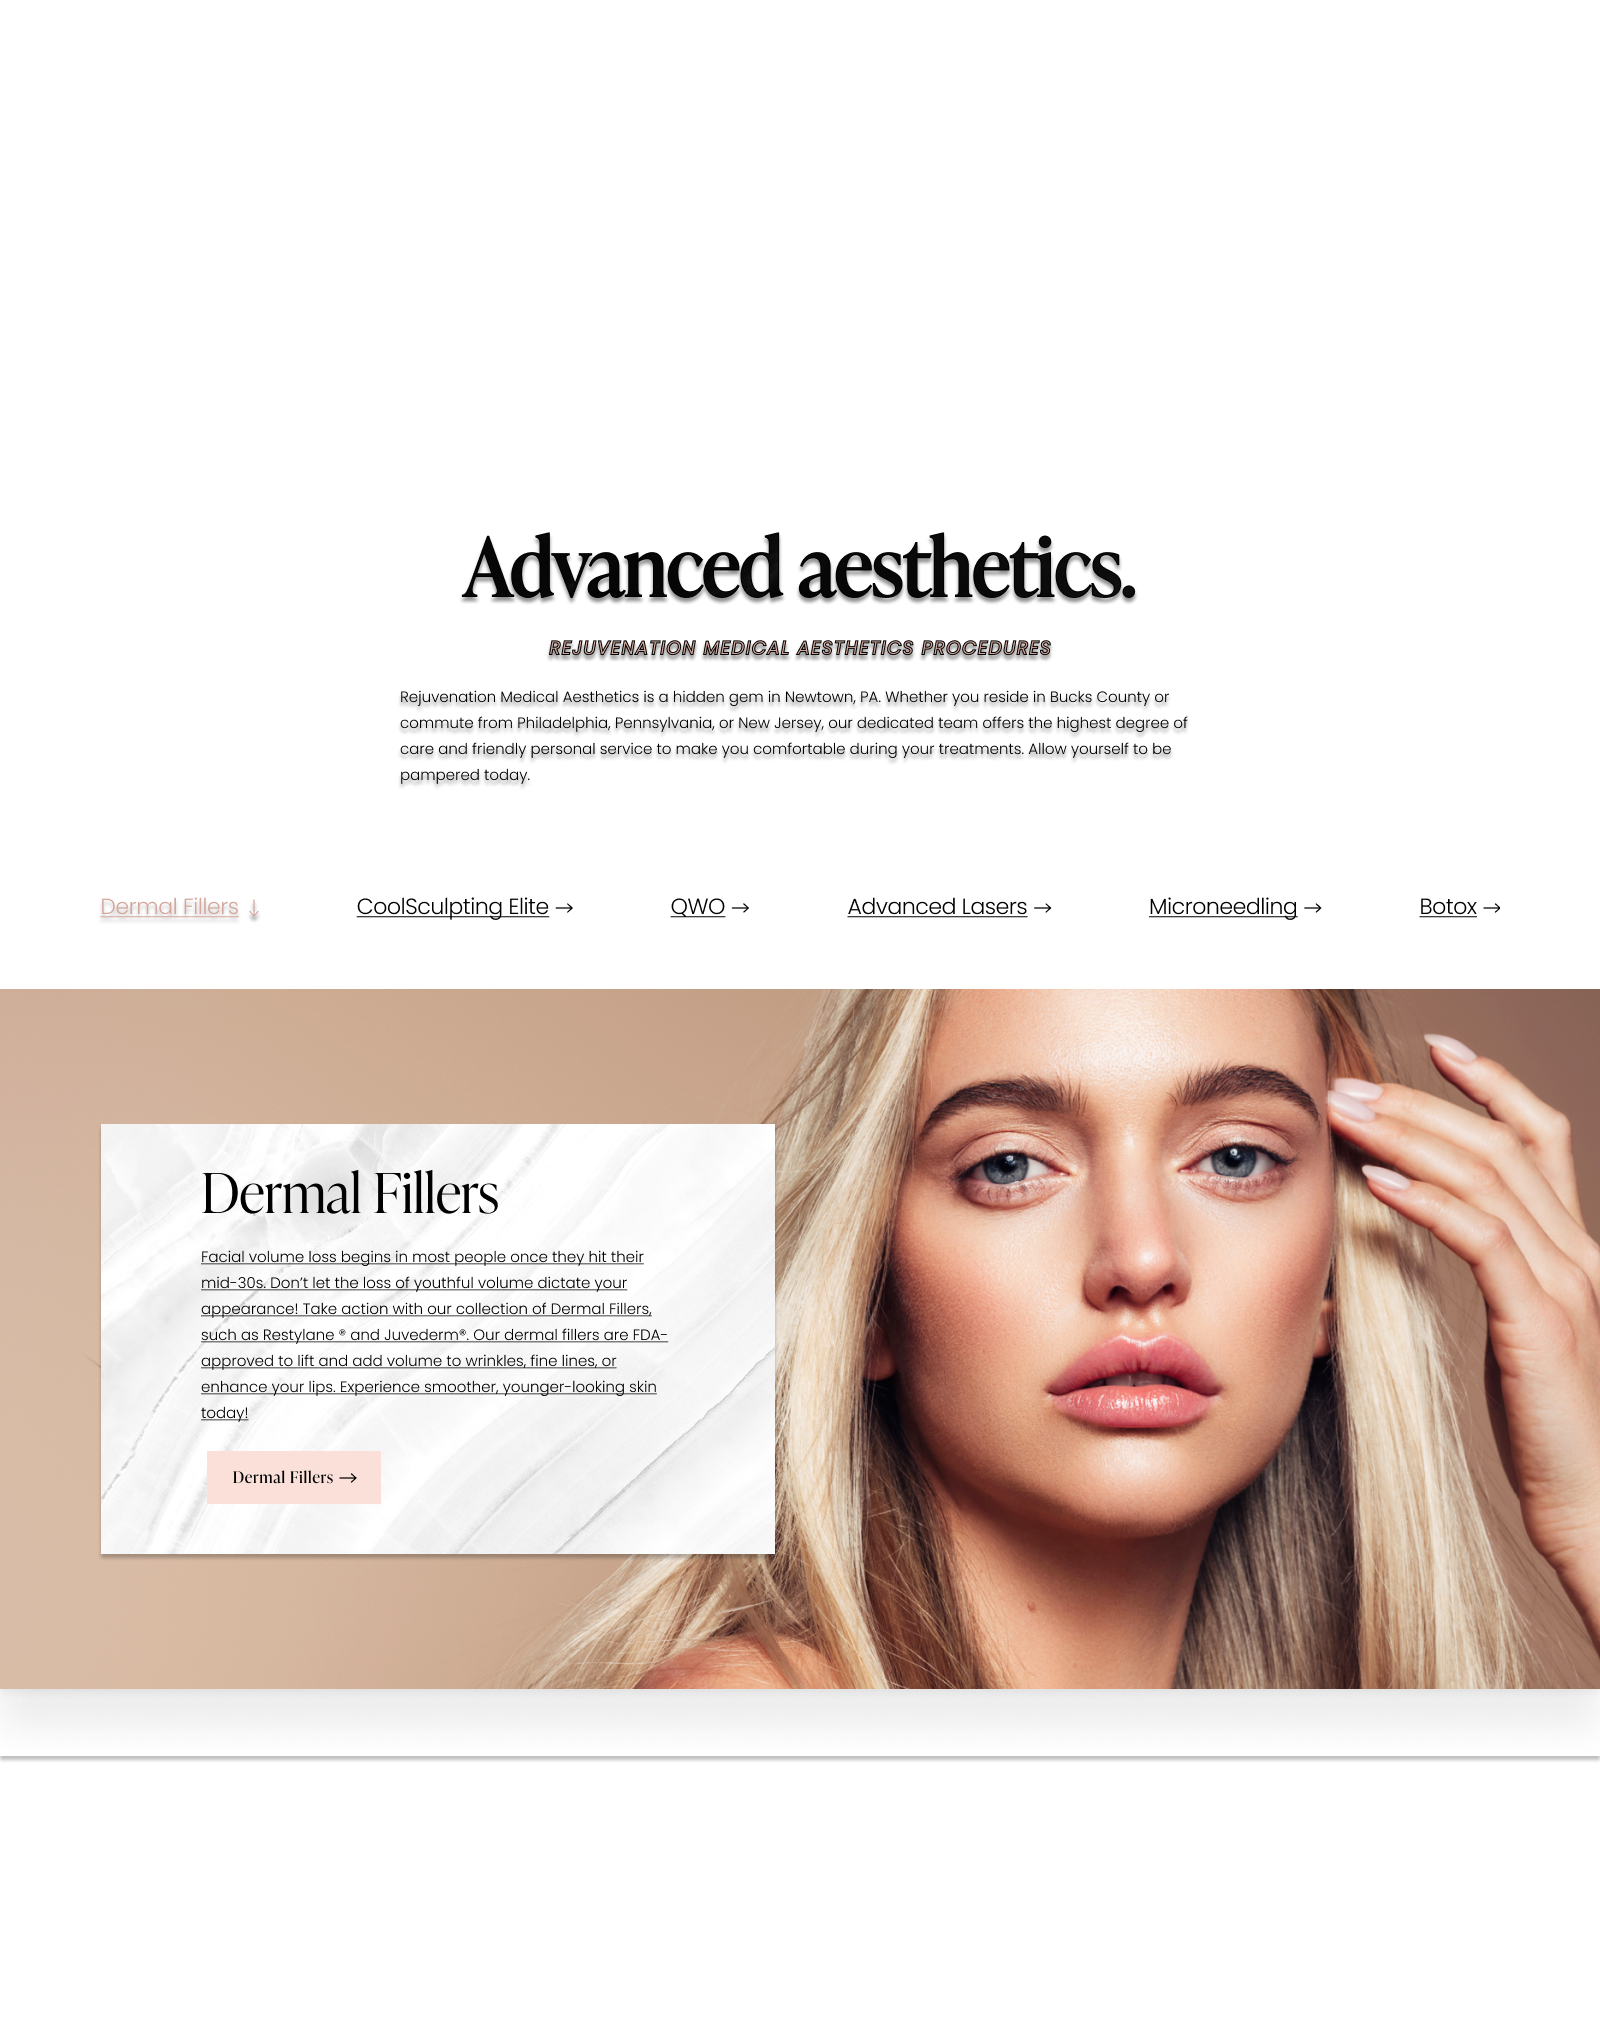 Advanced aesthetics.
REJUVENATION MEDICAL AESTHETICS PROCEDURES
Rejuvenation Medical Aesthetics is a hidden gem in Newtown, PA. Whether you reside in Bucks County or
commute from Philadelphia, Pennsylvania, or New Jersey, our dedicated team offers the highest degree of
care and friendly personal service to make you comfortable during your treatments. Allow yourself to be
pampered today.
Dermal Fillers ↓ CoolSculpting Elite → QWO → Advanced Lasers → Microneedling → Botox →
Dermal Fillers
Facial volume loss begins in most people once they hit their
mid-30s. Don’t let the loss of youthful volume dictate your
appearance! Take action with our collection of Dermal Fillers,
such as Restylane ® and Juvederm®. Our dermal fillers are FDA-
approved to lift and add volume to wrinkles, fine lines, or
enhance your lips. Experience smoother, younger-looking skin
today!
Dermal Fillers →